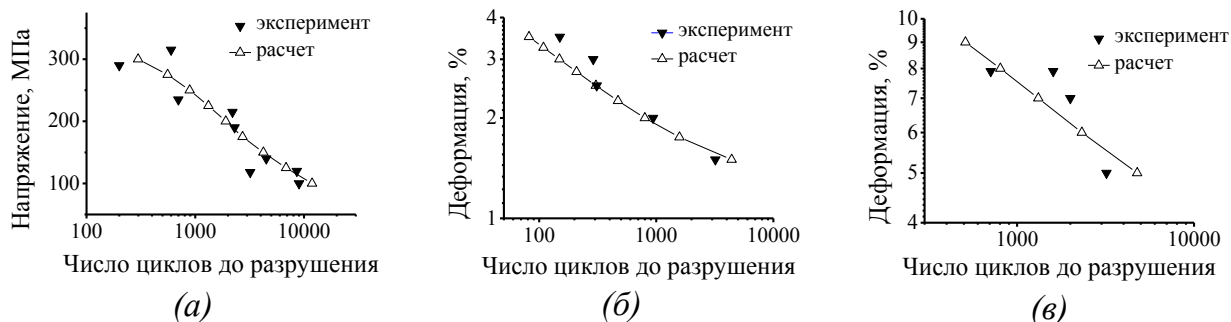 Напряжение, МПа
300
200
100
100
1000
10000
Число циклов до разрушения
эксперимент
расчет
(а)
Деформация, %
4
3
2
1
100
1000
10000
Число циклов до разрушения
эксперимент
расчет
(б)
Деформация, %
10
9
8
7
6
5
4
1000
10000
Число циклов до разрушения
эксперимент
расчет
(в)